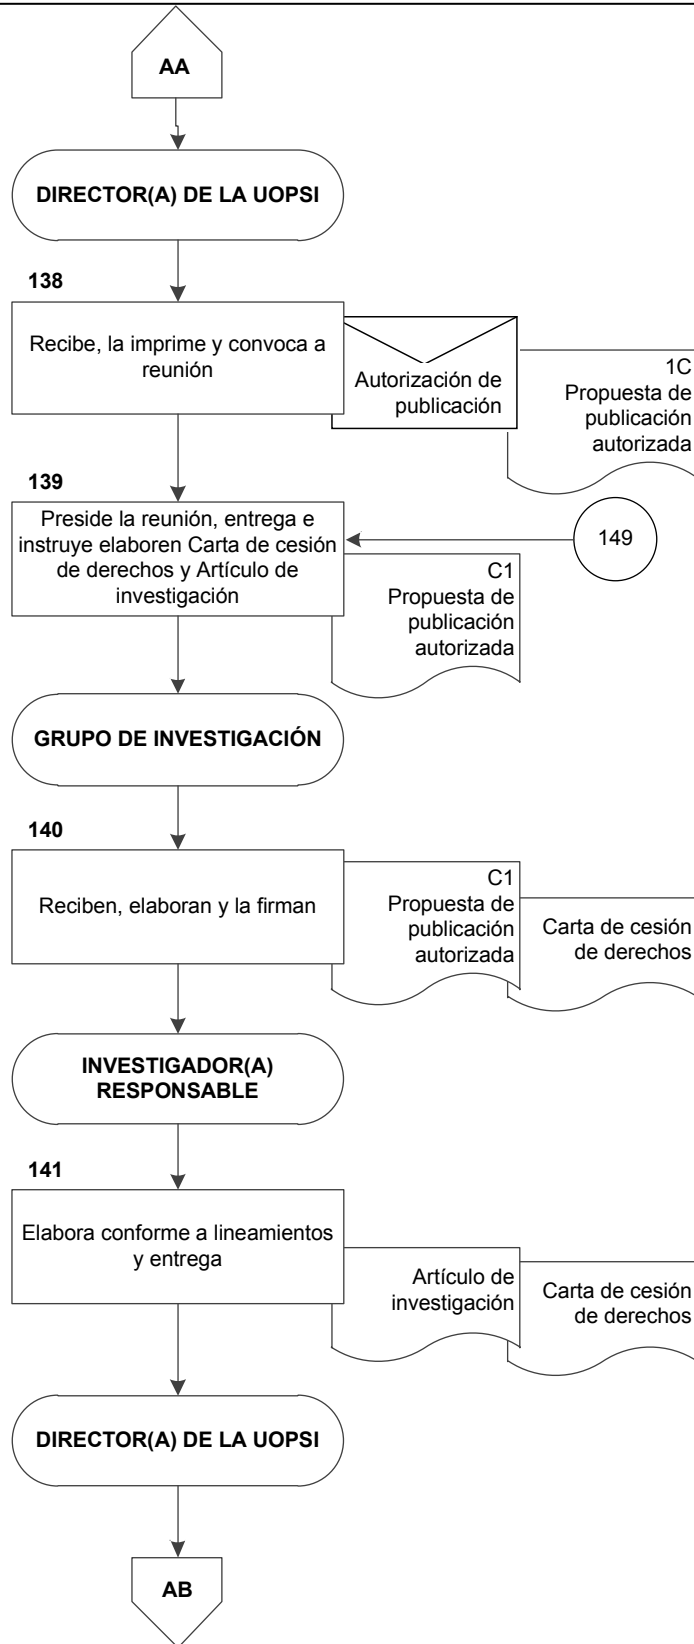 AA
DIRECTOR(A) DE LA UOPSI
138
Recibe, la imprime y convoca a
reunión
Autorización de
publicación
1C
Propuesta de
publicación
autorizada
139
Preside la reunión, entrega e
instruye elaboren Carta de cesión
de derechos y Artículo de
investigación
C1
Propuesta de
publicación
autorizada
149
GRUPO DE INVESTIGACIÓN
140
Reciben, elaboran y la firman
C1
Propuesta de
publicación
autorizada
Carta de cesión
de derechos
INVESTIGADOR(A)
RESPONSABLE
141
Elabora conforme a lineamientos
y entrega
Artículo de
investigación
Carta de cesión
de derechos
DIRECTOR(A) DE LA UOPSI
AB